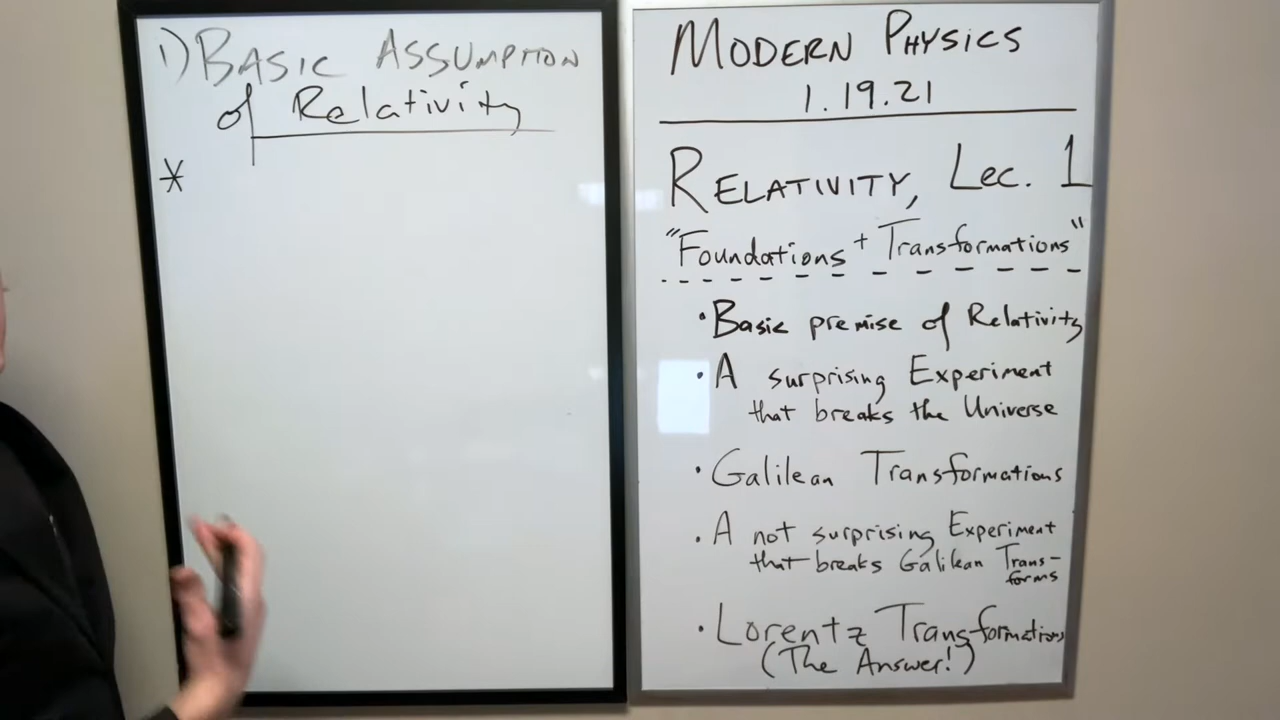 1) BASIC ASSUMPTION
of Relativity
*
MODERN PHYSICS
1.19.21
RELATIVITY, Lec. 1
"Foundations + Transformations"
• Basic premise of Relativity
• A surprising Experiment
that breaks the Universe
• Galilean Transformations
• A not surprising Experiment
that breaks Galilean Trans-
forms
• Lorentz Transformations
(The Answer!)